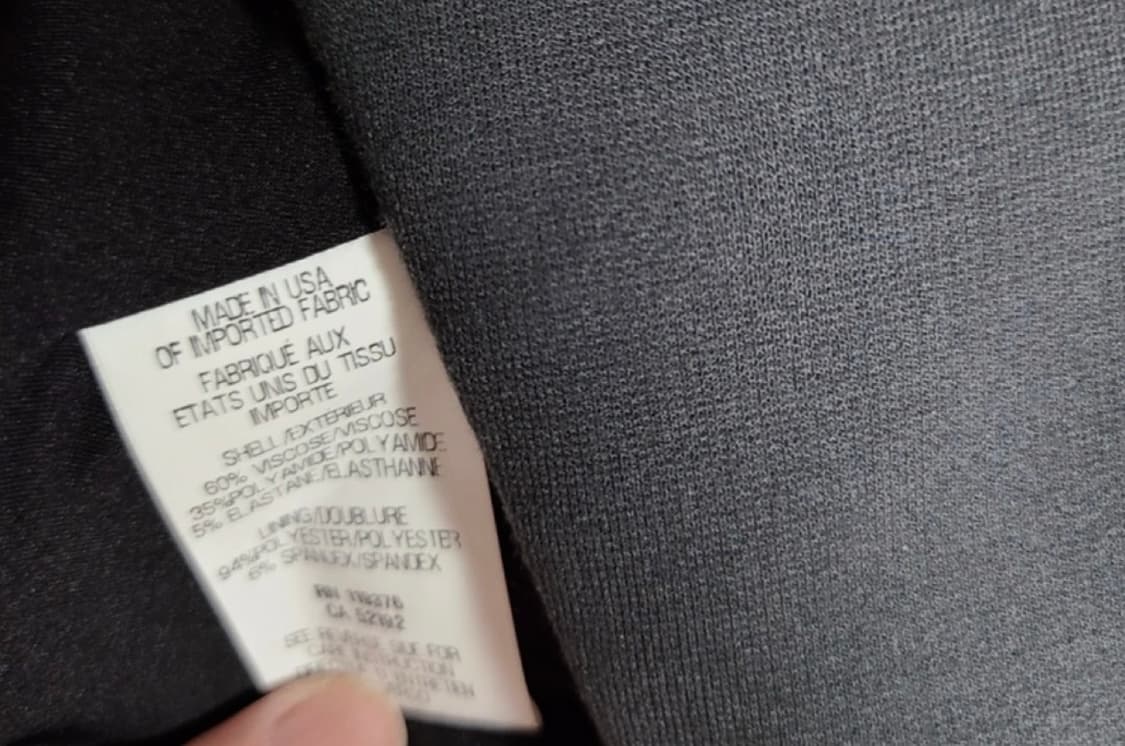 MADE IN USA
OF IMPORTED FABRIC
FABRIQUÉ AUX
ETATS UNIS DU TISSU
IMPORTE
SHELL/EXTERIEUR
60% VISCOSE/VISCOSE
35%POLYAMIDE/POLYAMIDE
5% ELASTANE/ELASTHANNE
LINING/DOUBLURE
94%POLYESTER/POLYESTER
6% SPANDEX/SPANDEX
RN
CA
SEE REVERSE SIDE FOR
CARE INSTRUCTION
ENTRETIEN